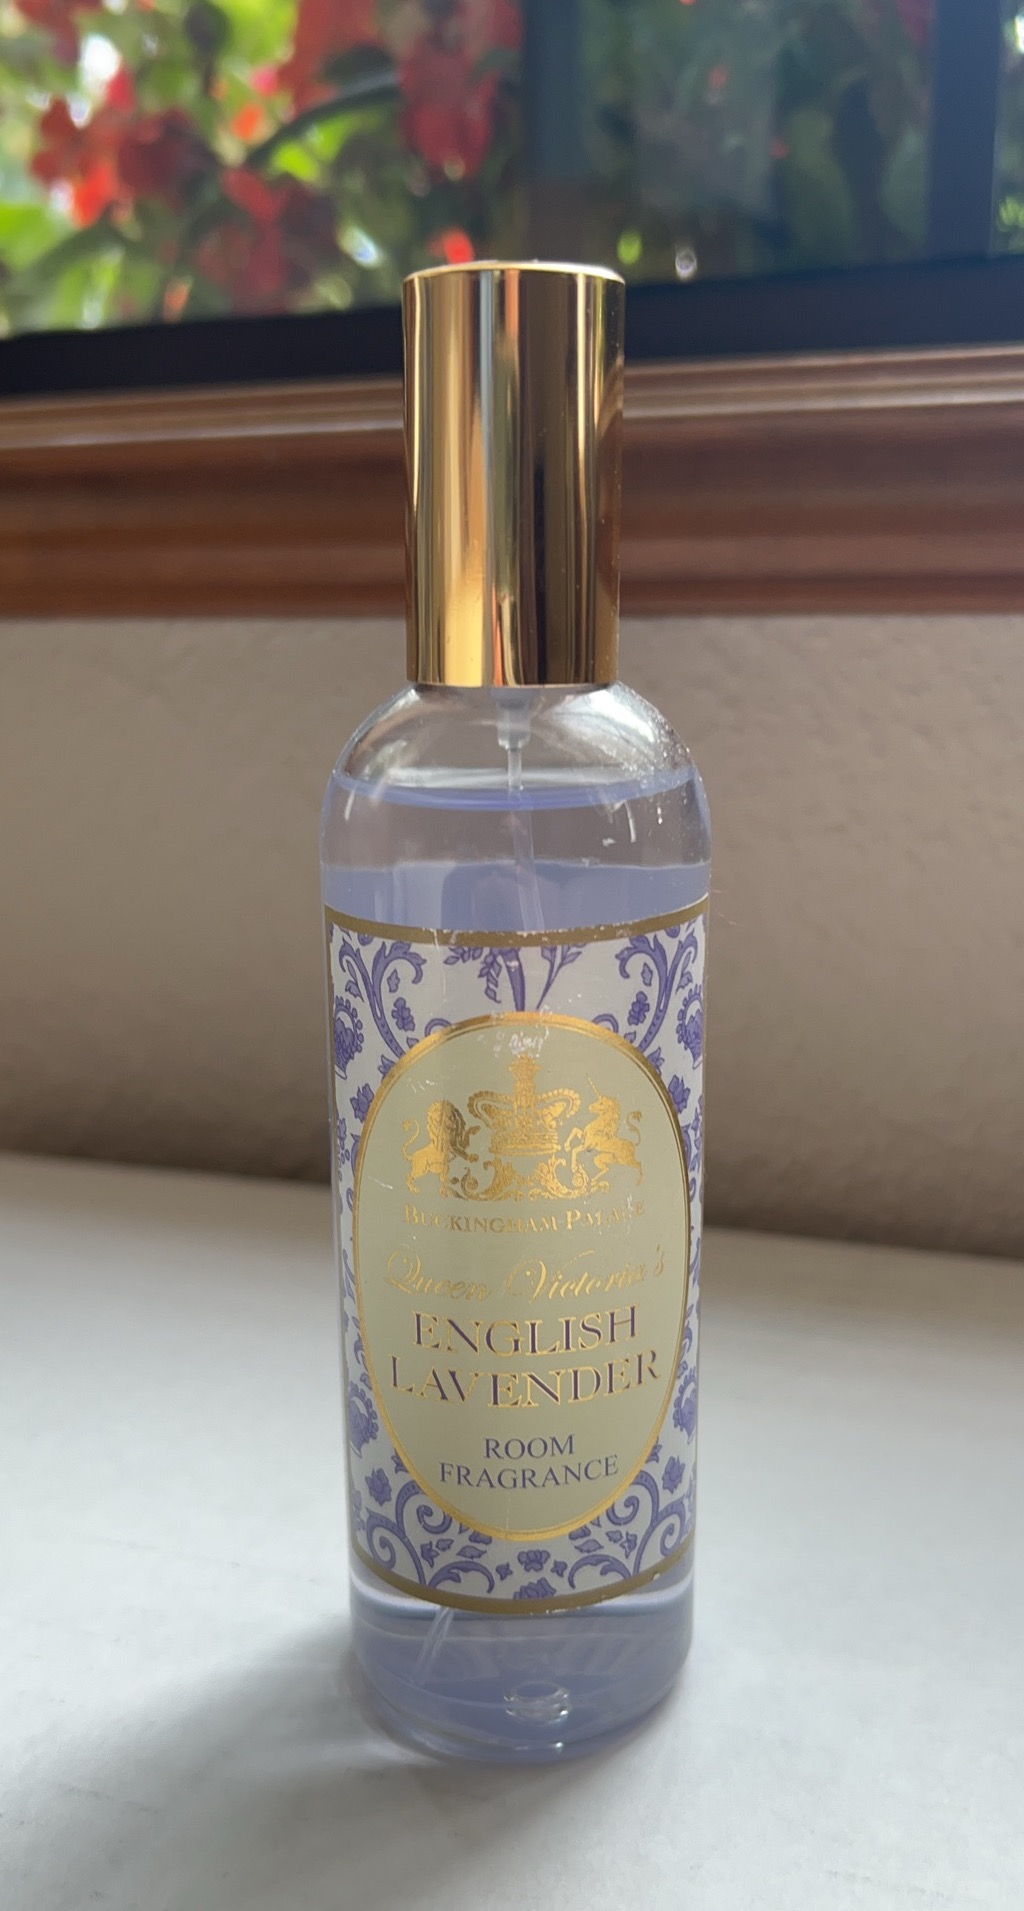 BUCKINGHAM PALACE
Queen Victoria's
ENGLISH
LAVENDER
ROOM
FRAGRANCE